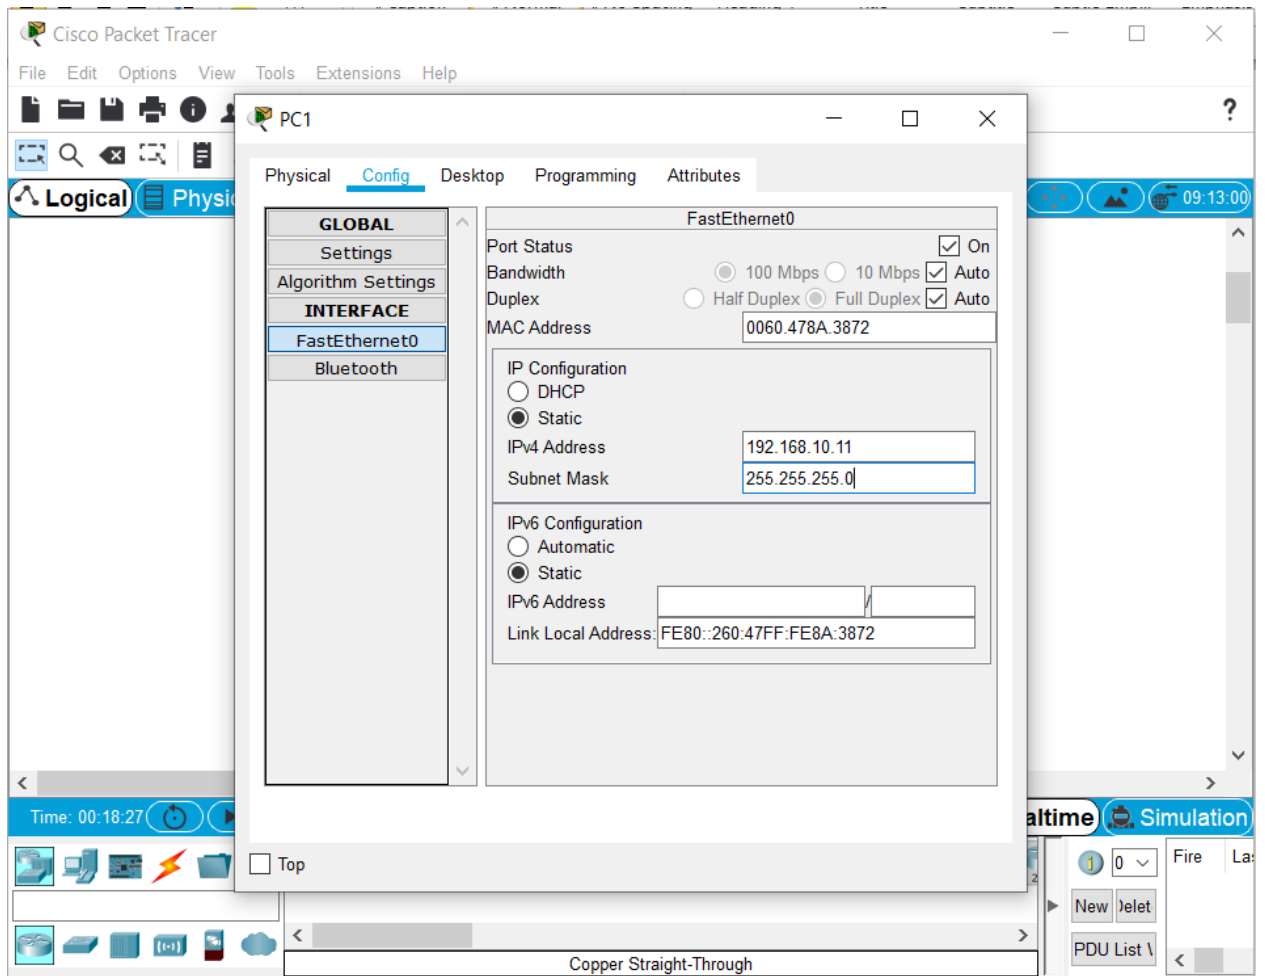 Cisco Packet Tracer
File Edit Options View Tools Extensions Help
?
PC1
Physical Config Desktop Programming Attributes
Logical
09:13:00
GLOBAL
Settings
Algorithm Settings
INTERFACE
FastEthernet0
Bluetooth
FastEthernet0
Port Status On
Bandwidth 100 Mbps 10 Mbps Auto
Duplex Half Duplex Full Duplex Auto
MAC Address 0060.478A.3872
IP Configuration
DHCP
Static
IPv4 Address 192.168.10.11
Subnet Mask 255.255.255.0
IPv6 Configuration
Automatic
Static
IPv6 Address /
Link Local Address: FE80::260:47FF:FE8A:3872
Time: 00:18:27
altime Simulation
Top
0 Fire
2
New Delet
PDU List
Copper Straight-Through